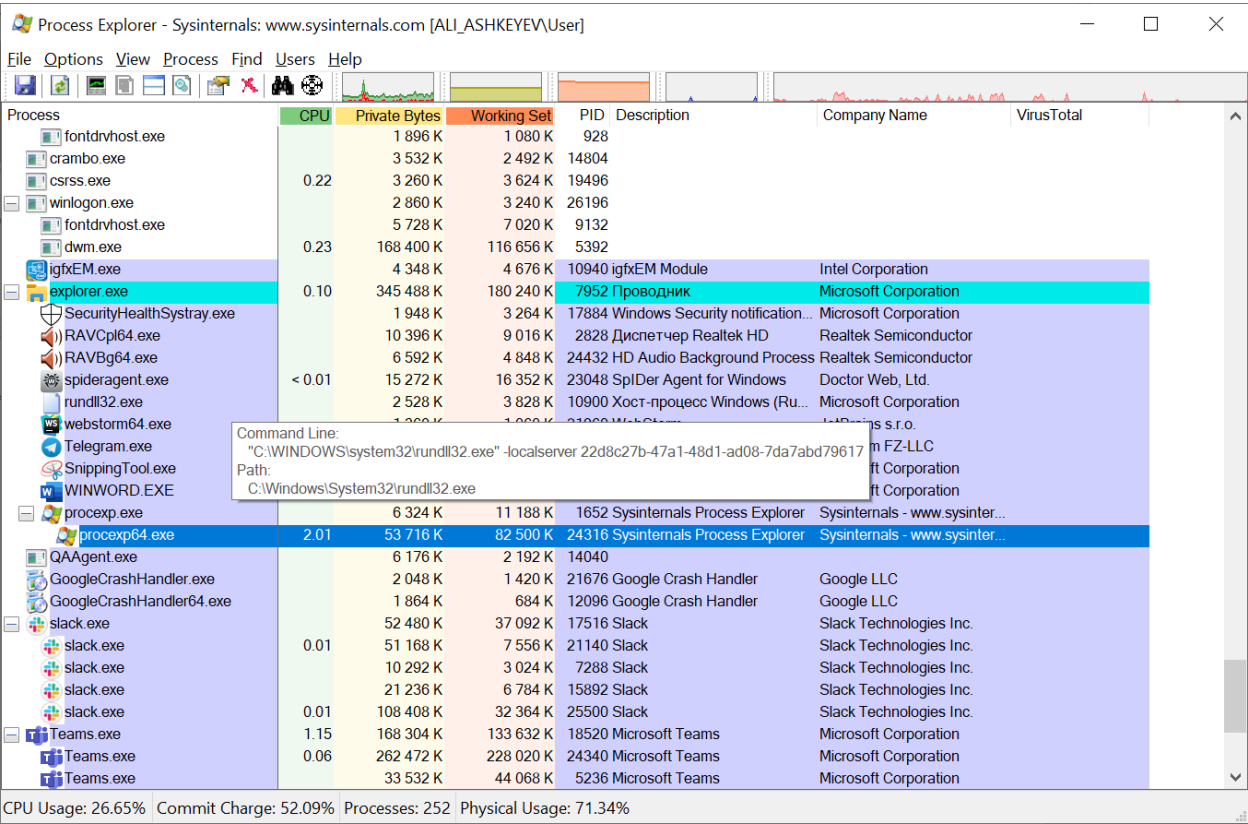 Process Explorer - Sysinternals: www.sysinternals.com [ALI_ASHKEYEV\User]
File Options View Process Find Users Help
Process CPU Private Bytes Working Set PID Description Company Name VirusTotal
fontdrvhost.exe 1 896 K 1 080 K 928
crambo.exe 3 532 K 2 492 K 14804
csrss.exe 0.22 3 260 K 3 624 K 19496
winlogon.exe 2 860 K 3 240 K 26196
fontdrvhost.exe 5 728 K 7 020 K 9132
dwm.exe 0.23 168 400 K 116 656 K 5392
igfxEM.exe 4 348 K 4 676 K 10940 igfxEM Module Intel Corporation
explorer.exe 0.10 345 488 K 180 240 K 7952 Проводник Microsoft Corporation
SecurityHealthSystray.exe 1 948 K 3 264 K 17884 Windows Security notification... Microsoft Corporation
RAVCpl64.exe 10 396 K 9 016 K 2828 Диспетчер Realtek HD Realtek Semiconductor
RAVBg64.exe 6 592 K 4 848 K 24432 HD Audio Background Process Realtek Semiconductor
spideragent.exe < 0.01 15 272 K 16 352 K 23048 SpIDer Agent for Windows Doctor Web, Ltd.
rundll32.exe 2 528 K 3 828 K 10900 Хост-процесс Windows (Ru... Microsoft Corporation
webstorm64.exe s.r.o.
Telegram.exe FZ-LLC
SnippingTool.exe Corporation
WINWORD.EXE Corporation
Command Line:
"C:\WINDOWS\system32\rundll32.exe" -localserver 22d8c27b-47a1-48d1-ad08-7da7abd79617
Path:
C:\Windows\System32\rundll32.exe
procexp.exe 6 324 K 11 188 K 1652 Sysinternals Process Explorer Sysinternals - www.sysinter...
procexp64.exe 2.01 53 716 K 82 500 K 24316 Sysinternals Process Explorer Sysinternals - www.sysinter...
QAAgent.exe 6 176 K 2 192 K 14040
GoogleCrashHandler.exe 2 048 K 1 420 K 21676 Google Crash Handler Google LLC
GoogleCrashHandler64.exe 1 864 K 684 K 12096 Google Crash Handler Google LLC
slack.exe 52 480 K 37 092 K 17516 Slack Slack Technologies Inc.
slack.exe 0.01 51 168 K 7 556 K 21140 Slack Slack Technologies Inc.
slack.exe 10 292 K 3 024 K 7288 Slack Slack Technologies Inc.
slack.exe 21 236 K 6 784 K 15892 Slack Slack Technologies Inc.
slack.exe 0.01 108 408 K 32 364 K 25500 Slack Slack Technologies Inc.
Teams.exe 1.15 168 304 K 133 632 K 18520 Microsoft Teams Microsoft Corporation
Teams.exe 0.06 262 472 K 228 020 K 24340 Microsoft Teams Microsoft Corporation
Teams.exe 33 532 K 44 068 K 5236 Microsoft Teams Microsoft Corporation
CPU Usage: 26.65% Commit Charge: 52.09% Processes: 252 Physical Usage: 71.34%